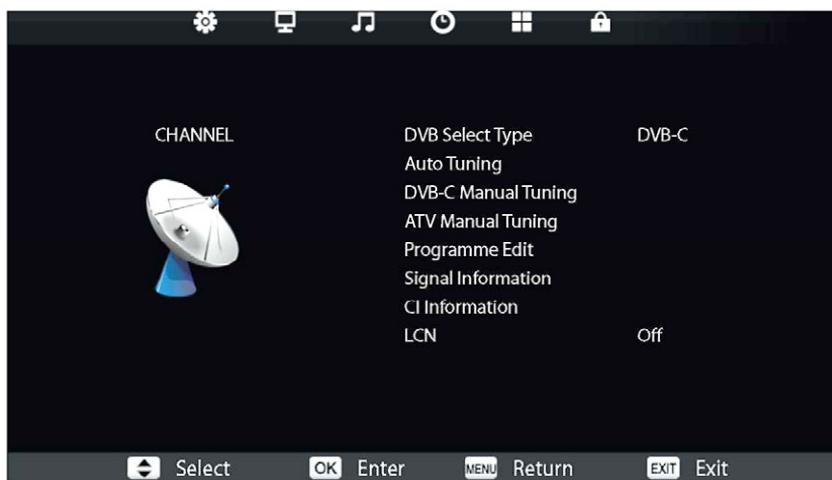 CHANNEL
DVB Select Type DVB-C
Auto Tuning
DVB-C Manual Tuning
ATV Manual Tuning
Programme Edit
Signal Information
CI Information
LCN Off
Select OK Enter MENU Return EXIT Exit